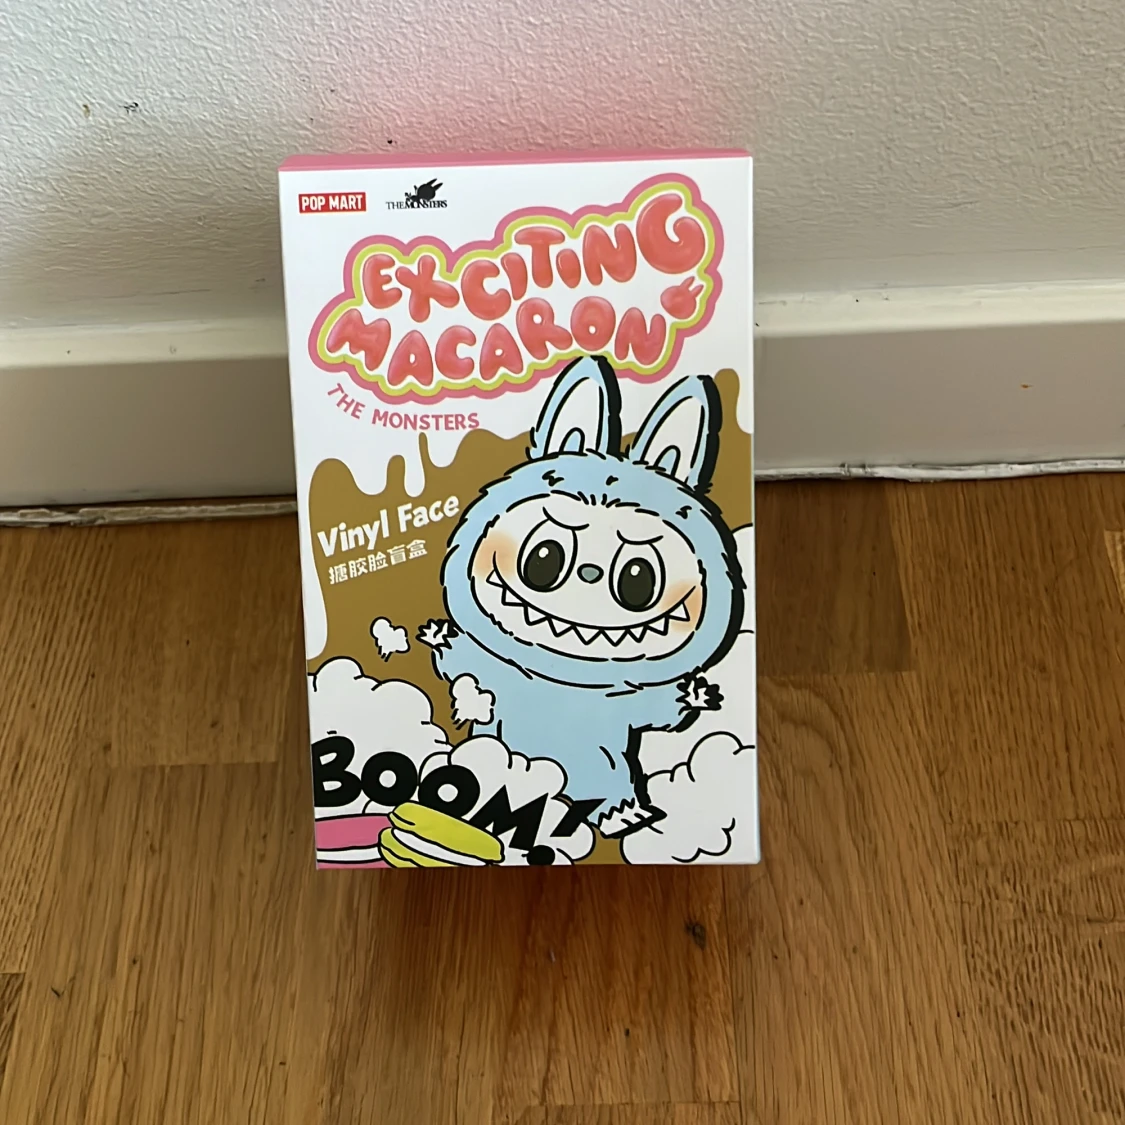 POP MART
THE MONSTERS
EXCITING
MACARON
THE MONSTERS
Vinyl Face
搪胶脸盲盒
BOOM!